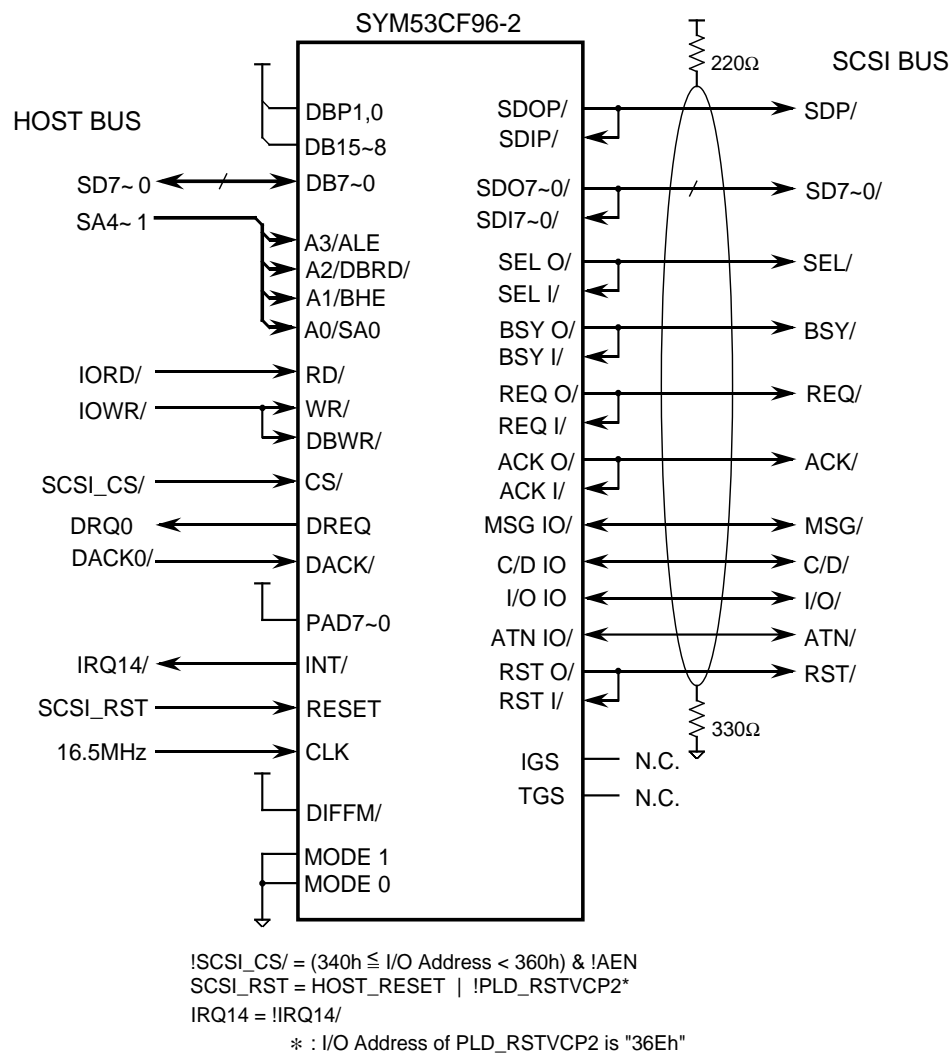 SYM53CF96-2
HOST BUS
SCSI BUS
220Ω
DBP1,0
DB15~8
SD7~0
DB7~0
SA4~1
A3/ALE
A2/DBRD/
A1/BHE
A0/SA0
IORD/
RD/
IOWR/
WR/
DBWR/
SCSI_CS/
CS/
DRQ0
DREQ
DACK0/
DACK/
PAD7~0
IRQ14/
INT/
SCSI_RST
RESET
16.5MHz
CLK
DIFFM/
MODE 1
MODE 0
SDOP/
SDIP/
SDP/
SDO7~0/
SDI7~0/
SD7~0/
SEL O/
SEL I/
SEL/
BSY O/
BSY I/
BSY/
REQ O/
REQ I/
REQ/
ACK O/
ACK I/
ACK/
MSG IO/
MSG/
C/D IO
C/D/
I/O IO
I/O/
ATN IO/
ATN/
RST O/
RST I/
RST/
330Ω
IGS
N.C.
TGS
N.C.
!SCSI_CS/ = (340h ≦ I/O Address < 360h) & !AEN
SCSI_RST = HOST_RESET | !PLD_RSTVCP2*
IRQ14 = !IRQ14/
* : I/O Address of PLD_RSTVCP2 is "36Eh"